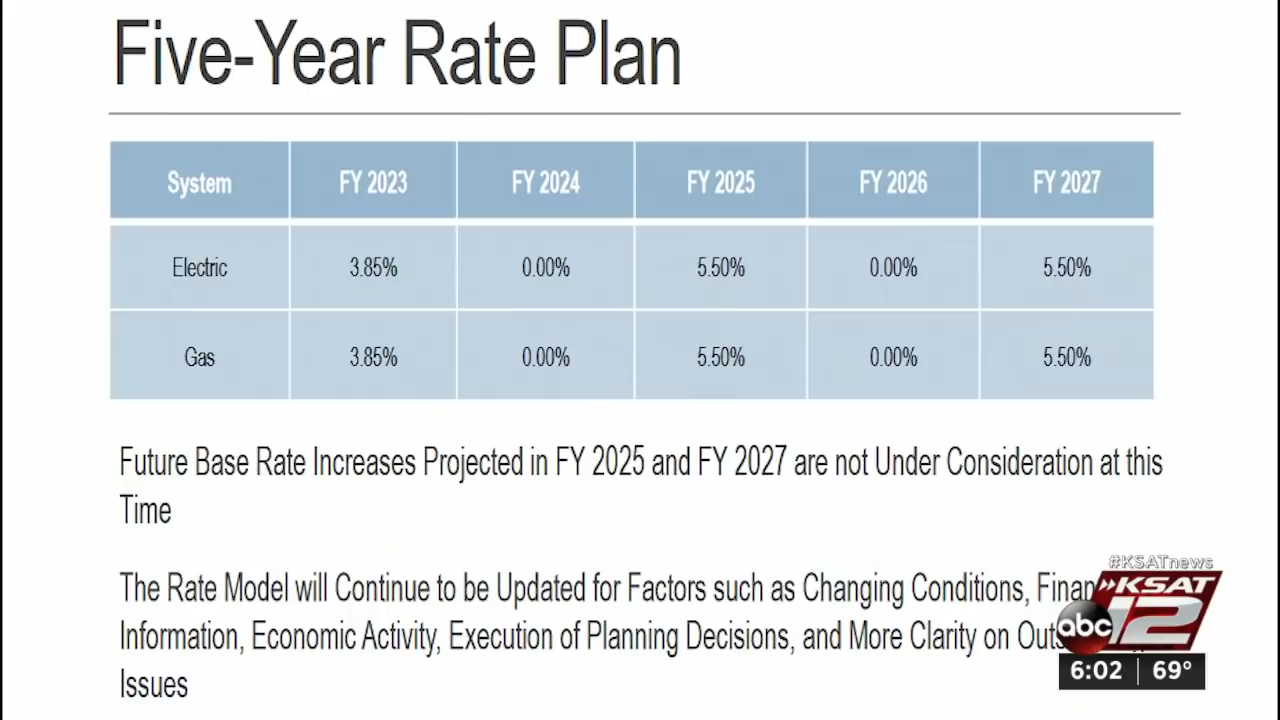 Five-Year Rate Plan
System FY 2023 FY 2024 FY 2025 FY 2026 FY 2027
Electric 3.85% 0.00% 5.50% 0.00% 5.50%
Gas 3.85% 0.00% 5.50% 0.00% 5.50%
Future Base Rate Increases Projected in FY 2025 and FY 2027 are not Under Consideration at this
Time
The Rate Model will Continue to be Updated for Factors such as Changing Conditions,
Information, Economic Activity, Execution of Planning Decisions, and More Clarity on
Issues
#KSATnews
KSAT
abc 12
6:02 69°